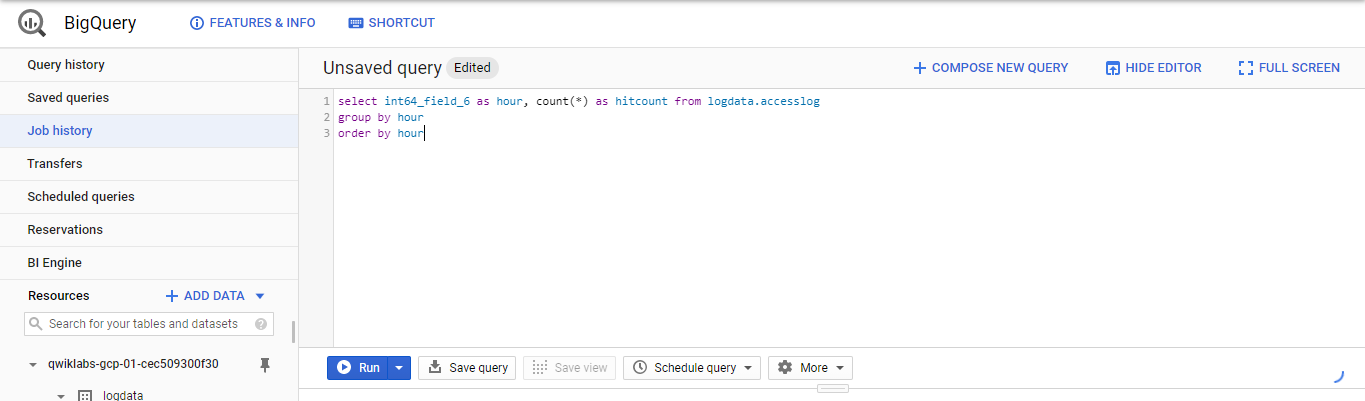 BigQuery
FEATURES & INFO
SHORTCUT
Query history
Saved queries
Job history
Transfers
Scheduled queries
Reservations
BI Engine
Resources
ADD DATA
Search for your tables and datasets
?
qwiklabs-gcp-01-cec509300f30
logdata
Unsaved query Edited
COMPOSE NEW QUERY
HIDE EDITOR
FULL SCREEN
1 select int64_field_6 as hour, count(*) as hitcount from logdata.accesslog
2 group by hour
3 order by hour
Run
Save query
Save view
Schedule query
More